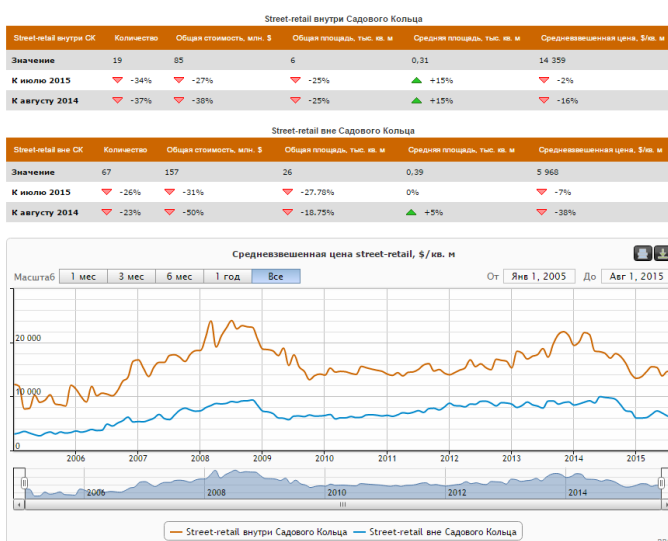 Street-retail внутри Садового Кольца
Street-retail внутри СК Количество Общая стоимость, млн. $ Общая площадь, тыс. кв. м Средняя площадь, тыс. кв. м Средневзвешенная цена, $/кв. м
Значение 19 85 6 0,31 14 359
К июлю 2015 -34% -27% -25% +15% -2%
К августу 2014 -37% -38% -25% +15% -16%
Street-retail вне Садового Кольца
Street-retail вне СК Количество Общая стоимость, млн. $ Общая площадь, тыс. кв. м Средняя площадь, тыс. кв. м Средневзвешенная цена, $/кв. м
Значение 67 157 26 0,39 5 968
К июлю 2015 -26% -31% -27.78% 0% -7%
К августу 2014 -23% -50% -18.75% +5% -38%
Средневзвешенная цена street-retail, $/кв. м
Масштаб 1 мес 3 мес 6 мес 1 год Все От Янв 1, 2005 До Авг 1, 2015
20 000
10 000
0
2006 2007 2008 2009 2010 2011 2012 2013 2014 2015
2006 2008 2010 2012 2014
Street-retail внутри Садового Кольца Street-retail вне Садового Кольца